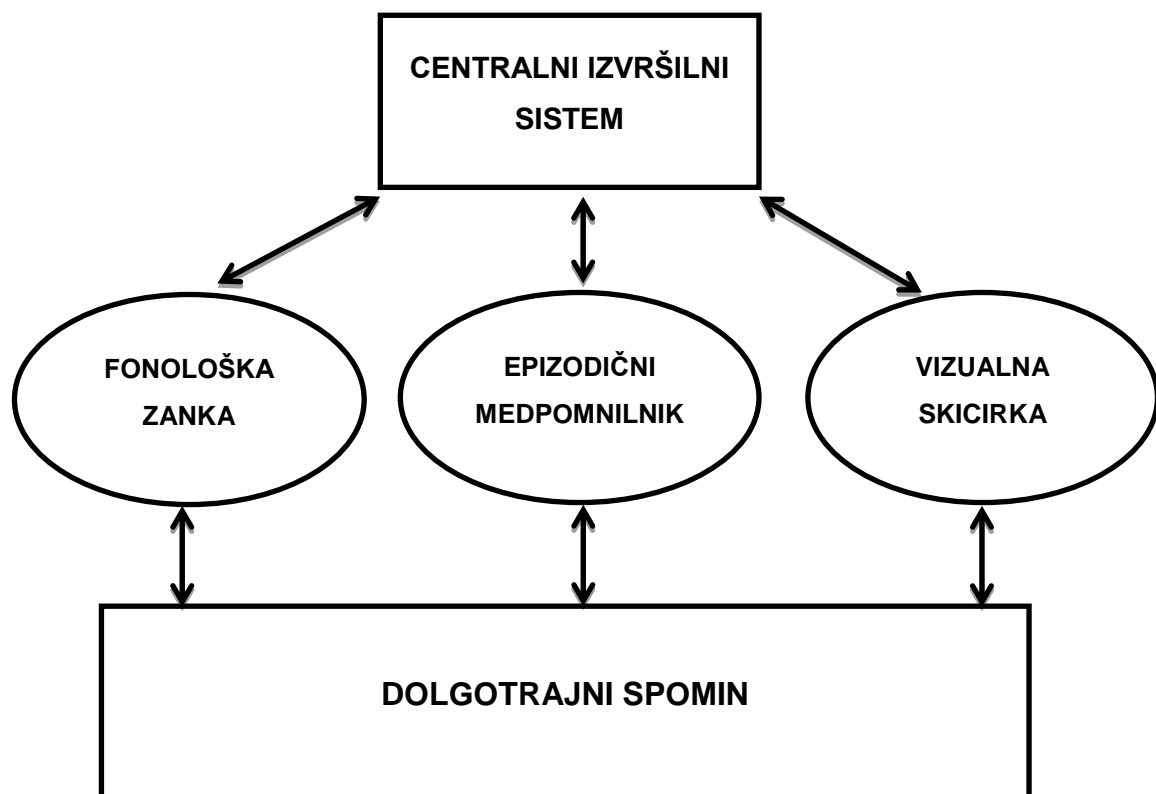 CENTRALNI IZVRŠILNI
SISTEM
FONOLOŠKA
ZANKA
EPIZODIČNI
MEDPOMNILNIK
VIZUALNA
SKICIRKA
DOLGOTRAJNI SPOMIN